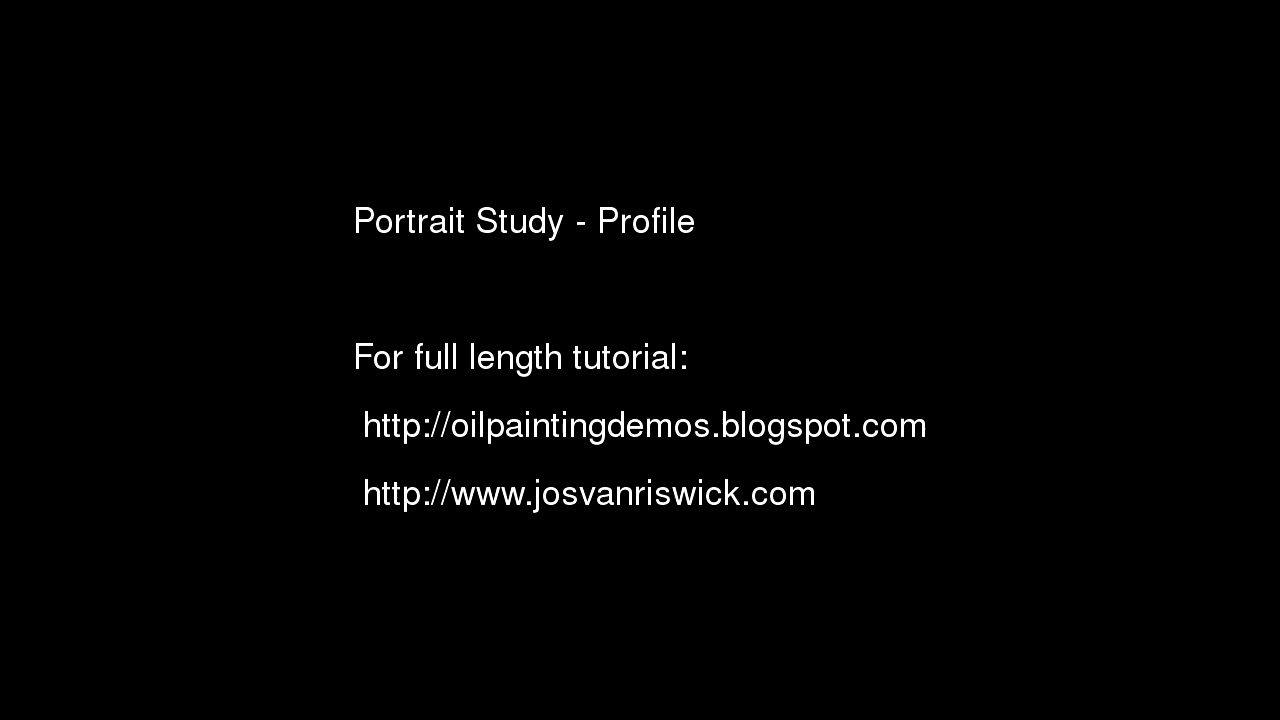 Portrait Study - Profile
For full length tutorial:
http://oilpaintingdemos.blogspot.com
http://www.josvanriswick.com